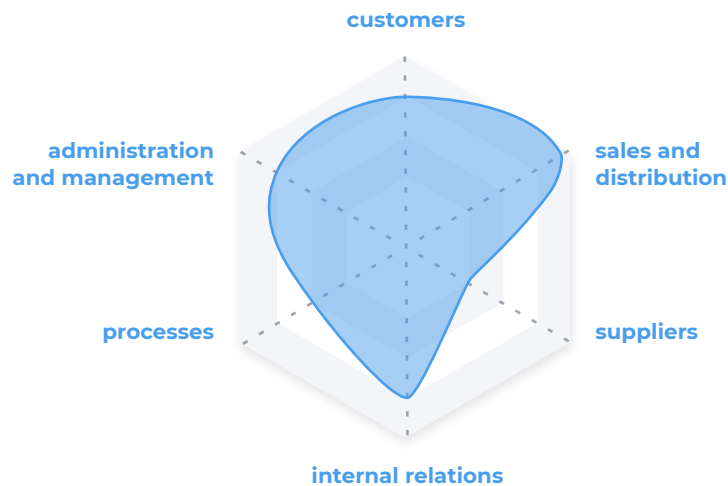 customers
administration
and management
sales and
distribution
processes
suppliers
internal relations